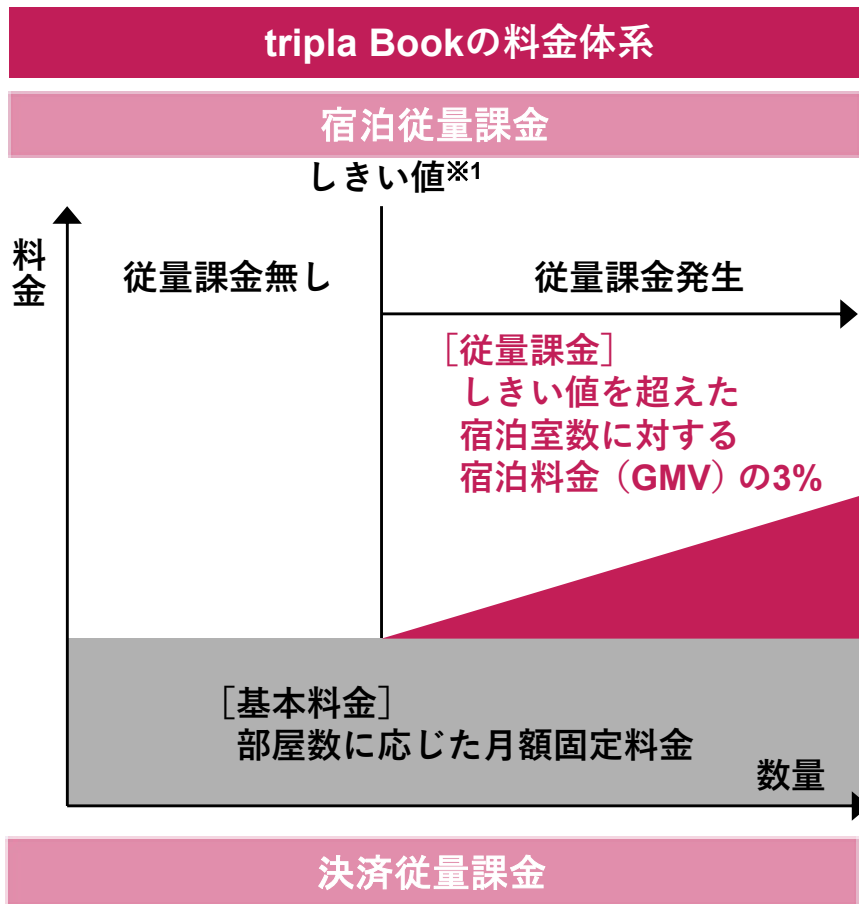 tripla Bookの料金体系
宿泊従量課金
しきい値※1
料金
従量課金無し
従量課金発生
［従量課金］
しきい値を超えた
宿泊室数に対する
宿泊料金（GMV）の3%
［基本料金］
部屋数に応じた月額固定料金
数量
決済従量課金